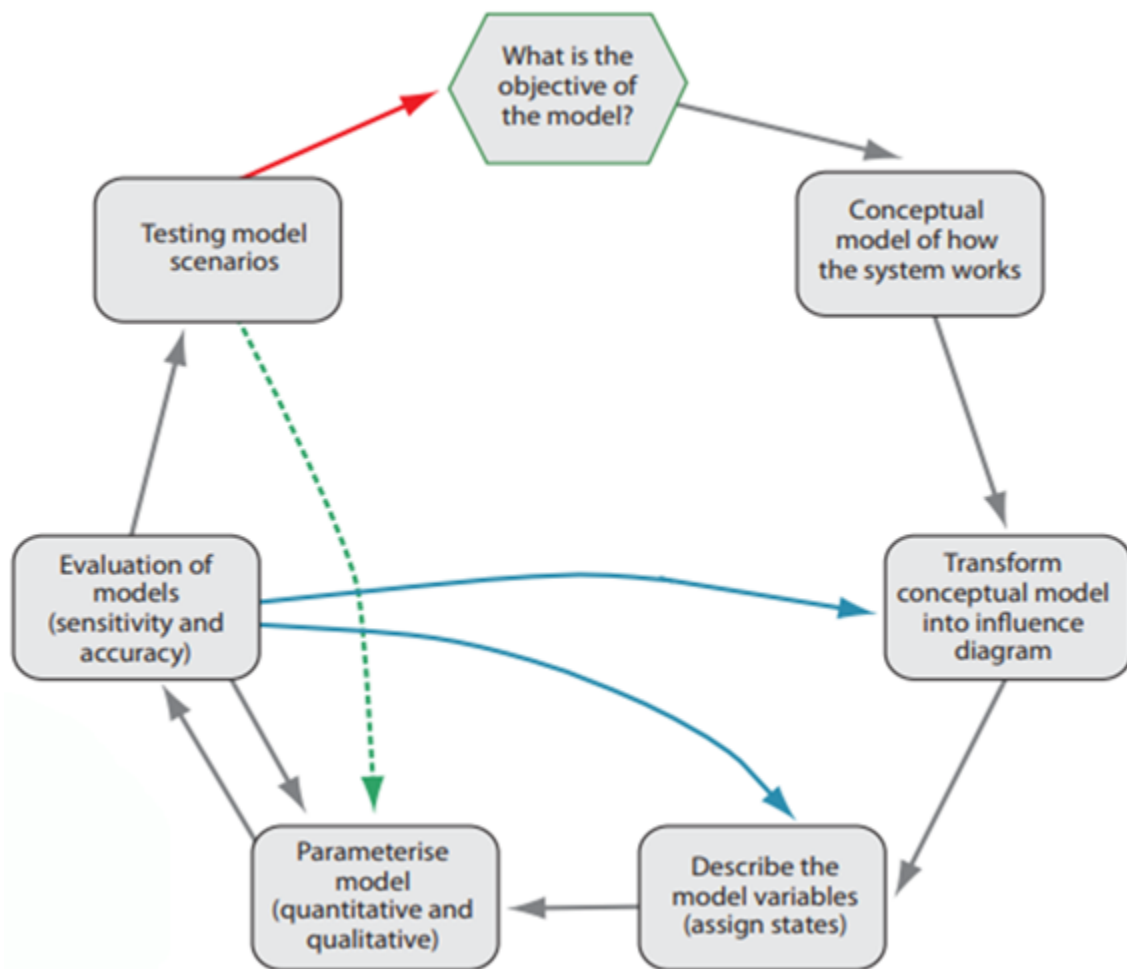 What is the
objective of
the model?
Conceptual
model of how
the system works
Transform
conceptual model
into influence
diagram
Describe the
model variables
(assign states)
Parameterise
model
(quantitative and
qualitative)
Evaluation of
models
(sensitivity and
accuracy)
Testing model
scenarios